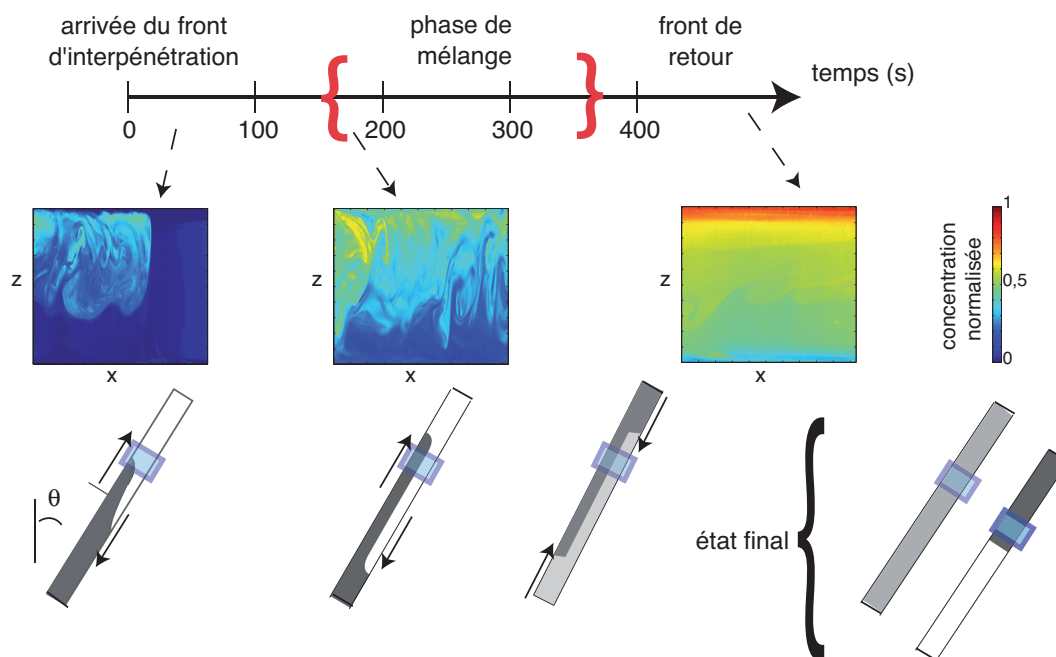 arrivée du front
d'interpénétration
phase de
mélange
front de
retour
temps (s)
0
100
200
300
400
z
x
z
x
z
x
concentration
normalisée
1
0,5
0
θ
état final